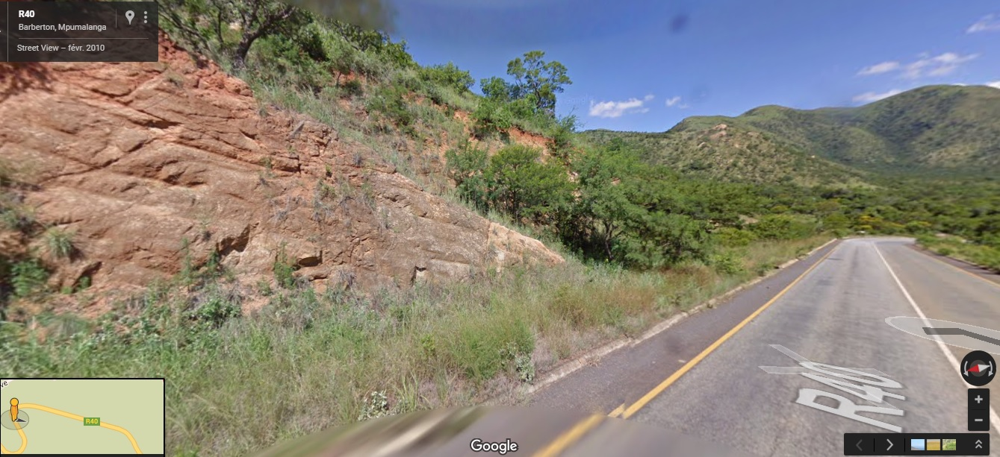 R40
Barberton, Mpumalanga
Street View – févr. 2010
R40
R40
Google